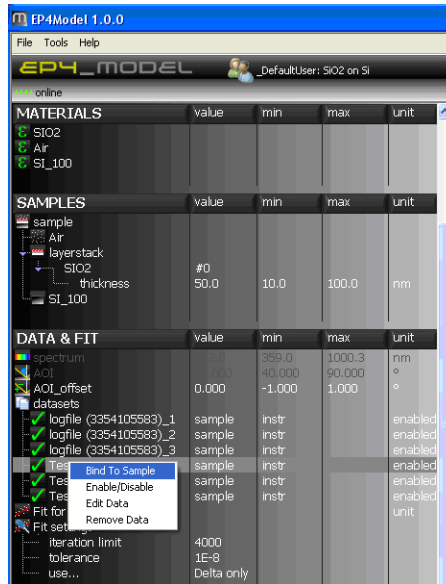 EP4Model 1.0.0
File Tools Help
EP4_MODEL _DefaultUser: SiO2 on Si
online
MATERIALS value min max unit
SIO2
Air
SI_100
SAMPLES value min max unit
sample
Air
layerstack
SIO2 #0
thickness 50.0 10.0 100.0 nm
SI_100
DATA & FIT value min max unit
spectrum 2.0 359.0 1000.3 nm
AOI .000 40.000 90.000 °
AOI_offset 0.000 -1.000 1.000 °
datasets
logfile (3354105583)_1 sample instr enabled
logfile (3354105583)_2 sample instr enabled
logfile (3354105583)_3 sample instr enabled
Tes sample instr enabled
Tes sample instr enabled
Tes sample instr enabled
Bind To Sample
Enable/Disable
Edit Data
Remove Data
Fit for unit
Fit settings
iteration limit 4000
tolerance 1E-8
use... Delta only